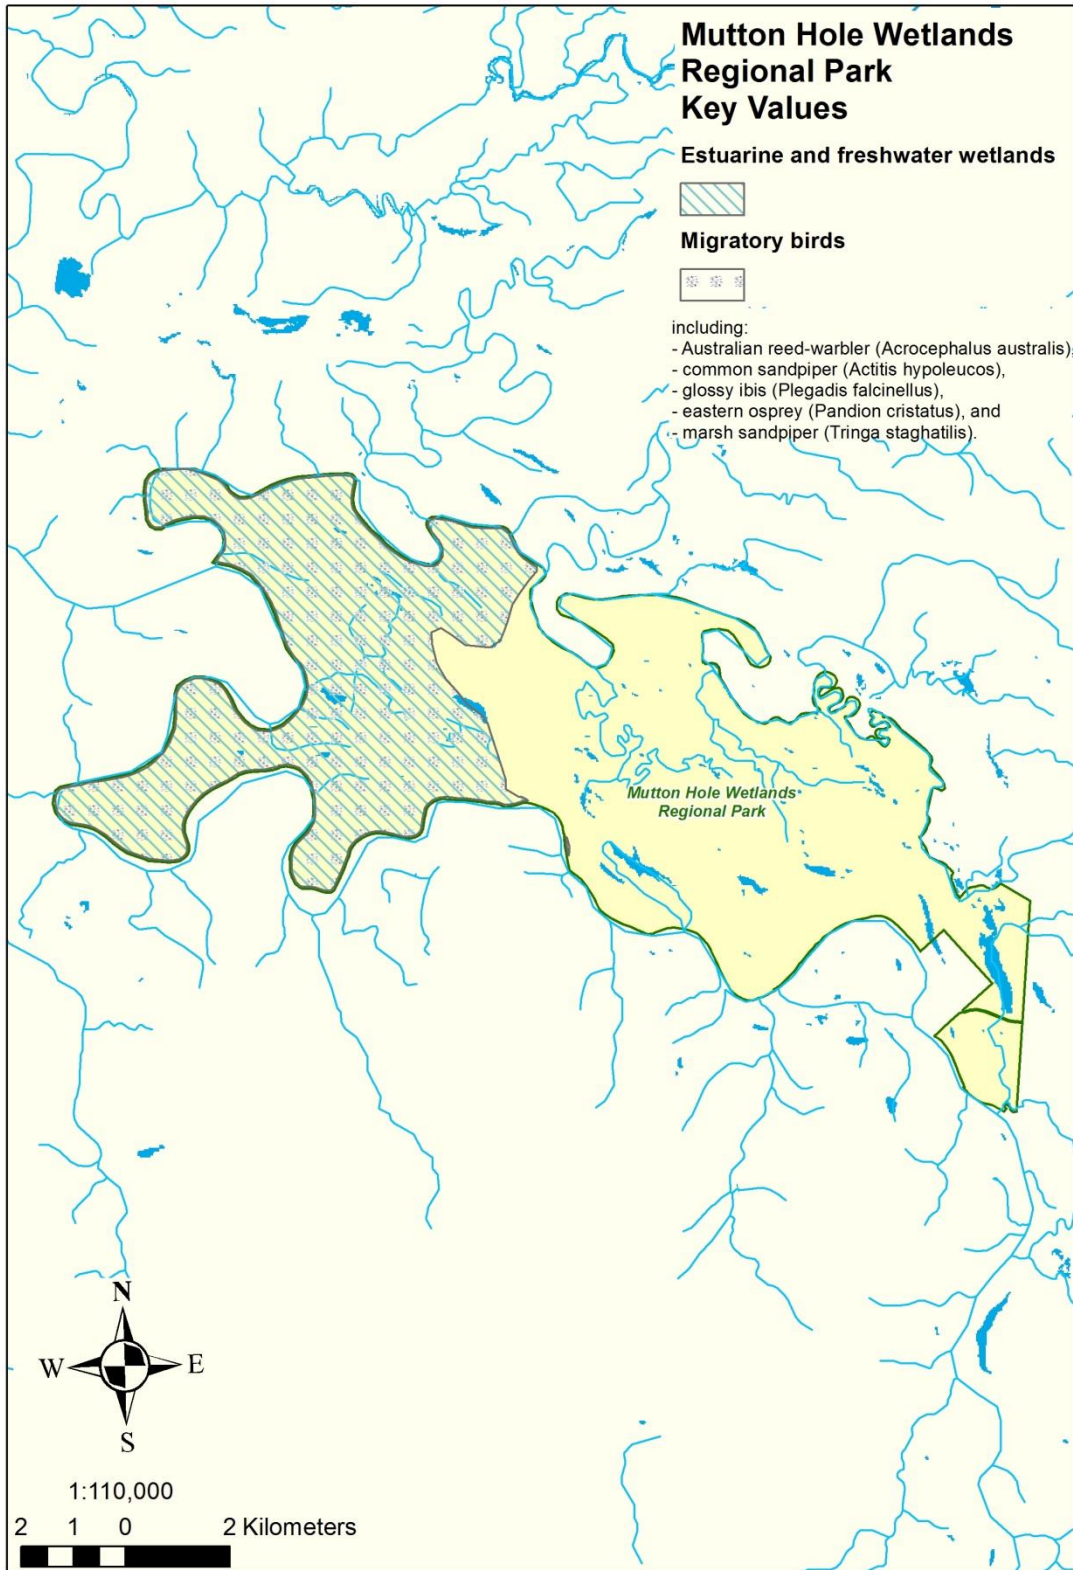 Mutton Hole Wetlands
Regional Park
Key Values
Estuarine and freshwater wetlands
Migratory birds
including:
- Australian reed-warbler (Acrocephalus australis),
- common sandpiper (Actitis hypoleucos),
- glossy ibis (Plegadis falcinellus),
- eastern osprey (Pandion cristatus), and
- marsh sandpiper (Tringa staghatilis).
Mutton Hole Wetlands
Regional Park
N
W E
S
1:110,000
2 1 0 2 Kilometers